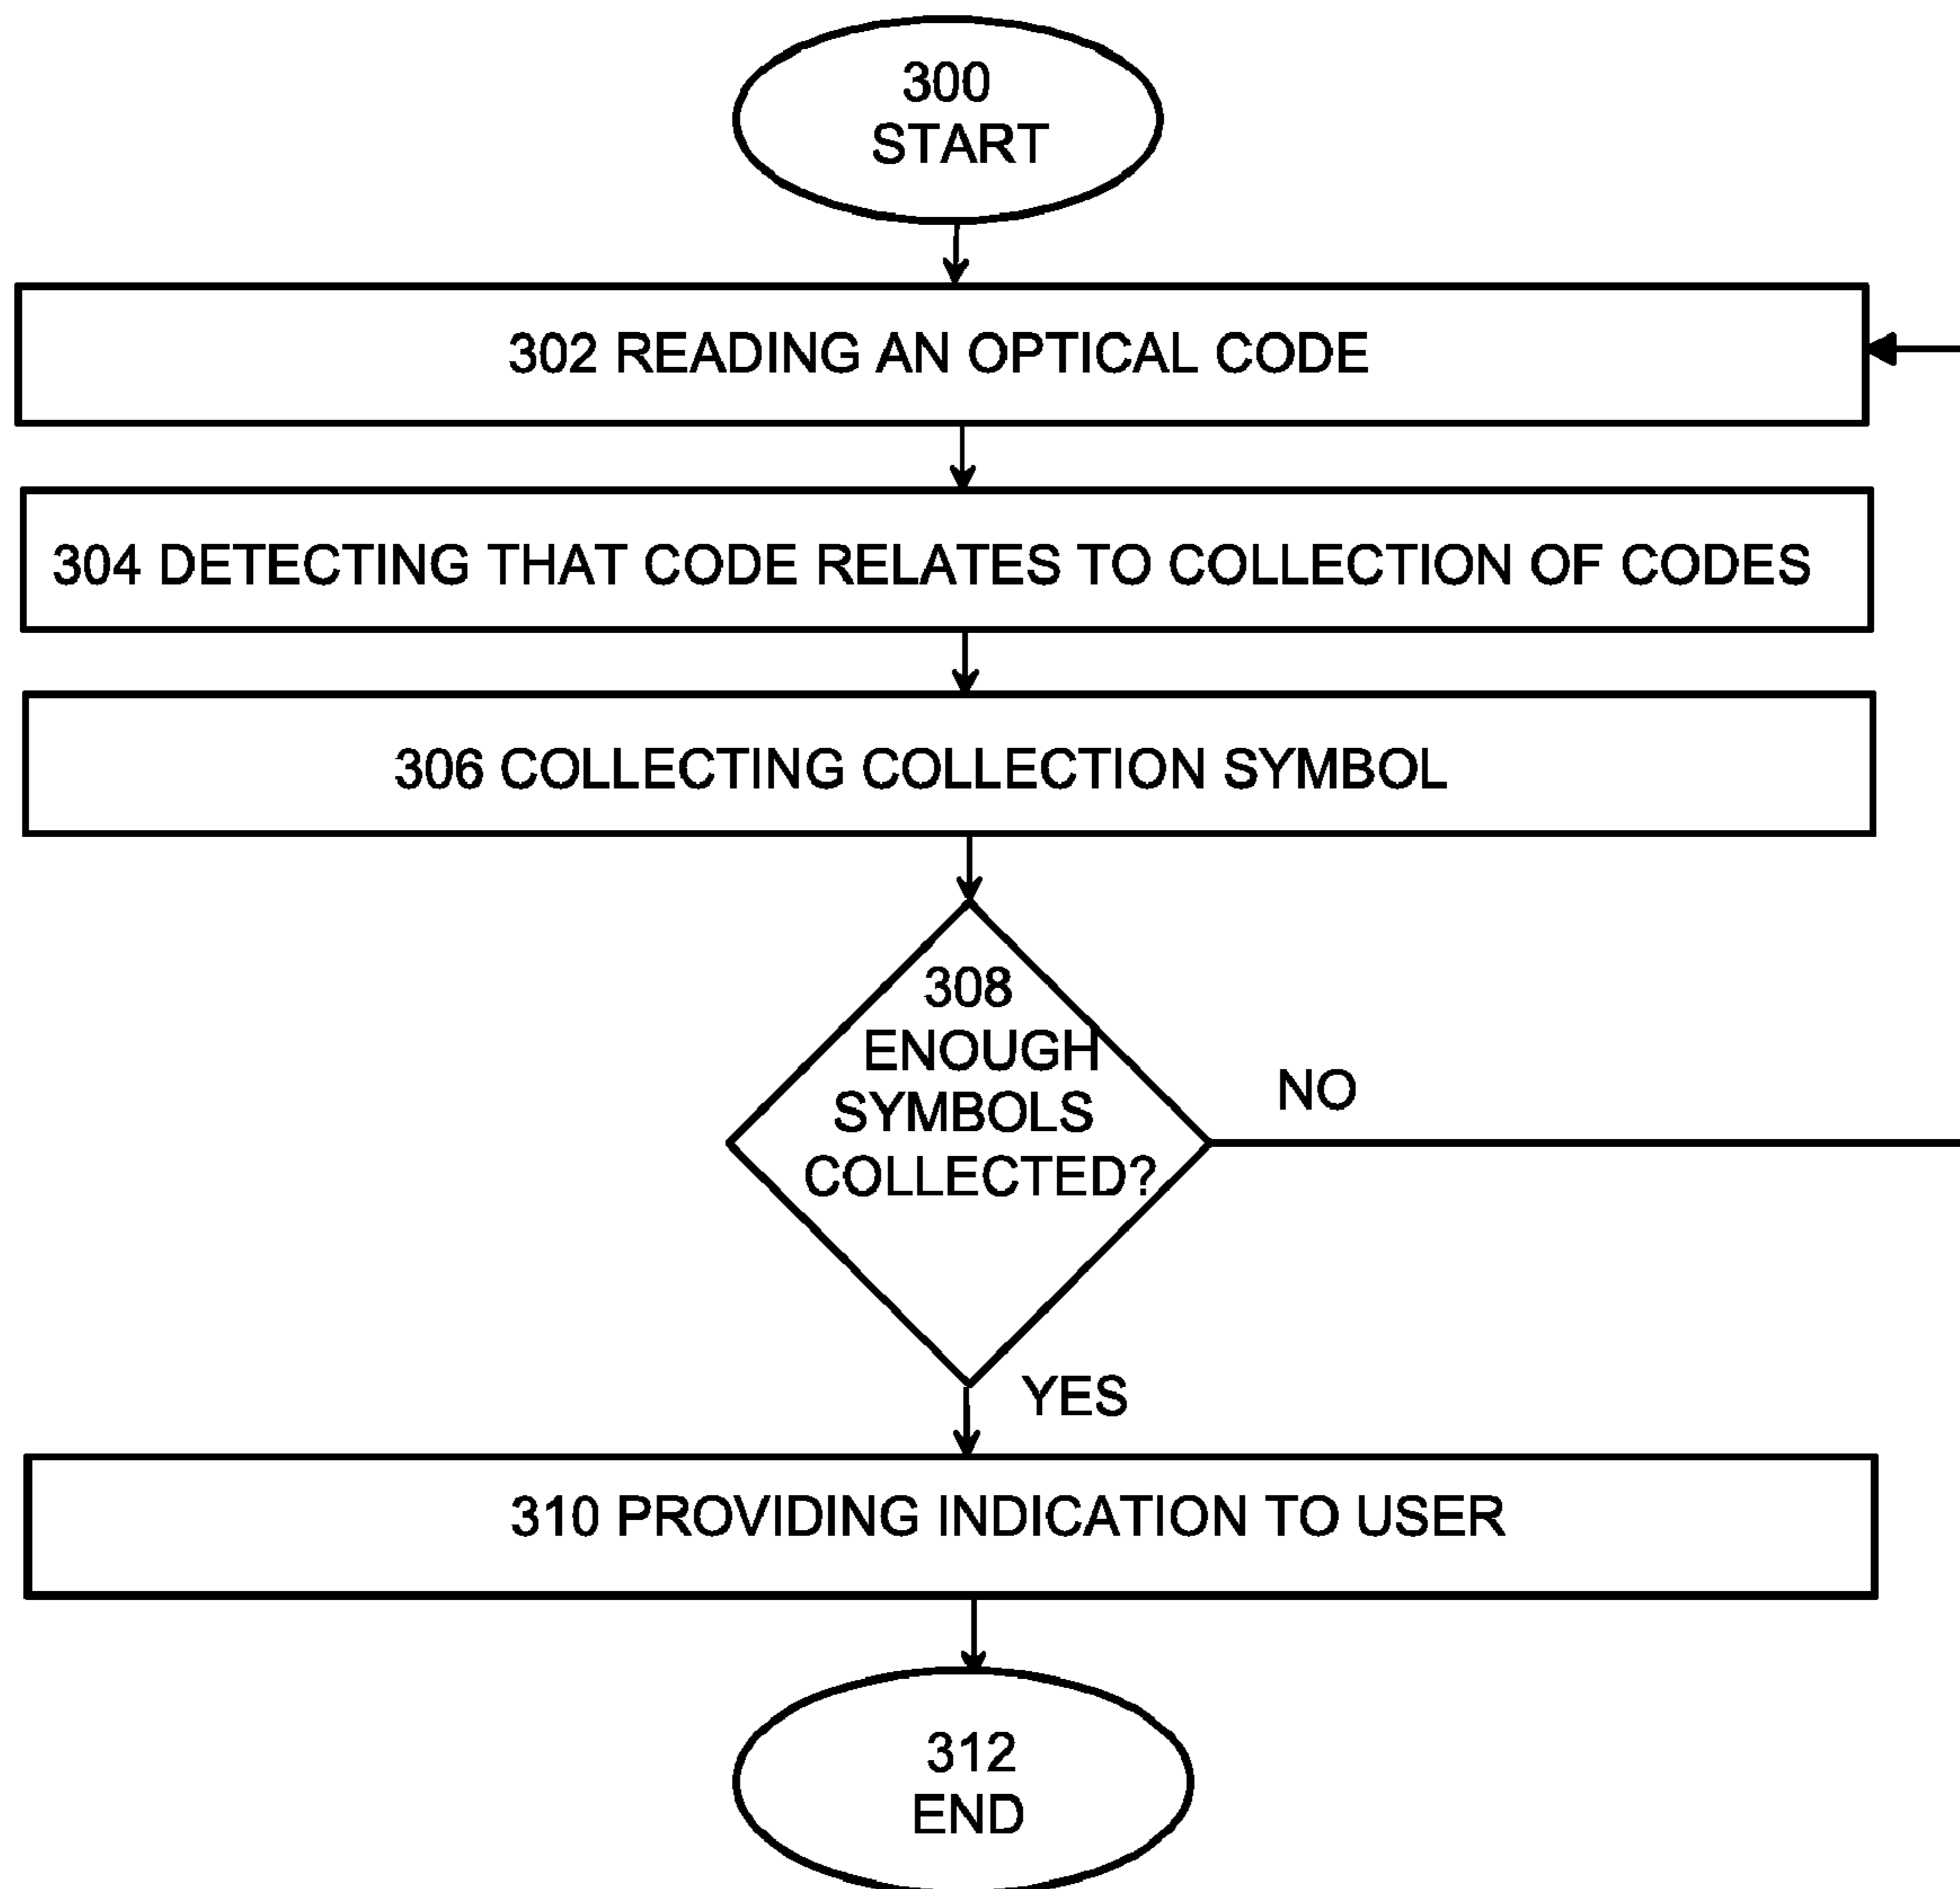 300
START
302 READING AN OPTICAL CODE
304 DETECTING THAT CODE RELATES TO COLLECTION OF CODES
306 COLLECTING COLLECTION SYMBOL
308
ENOUGH
SYMBOLS
COLLECTED?
NO
YES
310 PROVIDING INDICATION TO USER
312
END